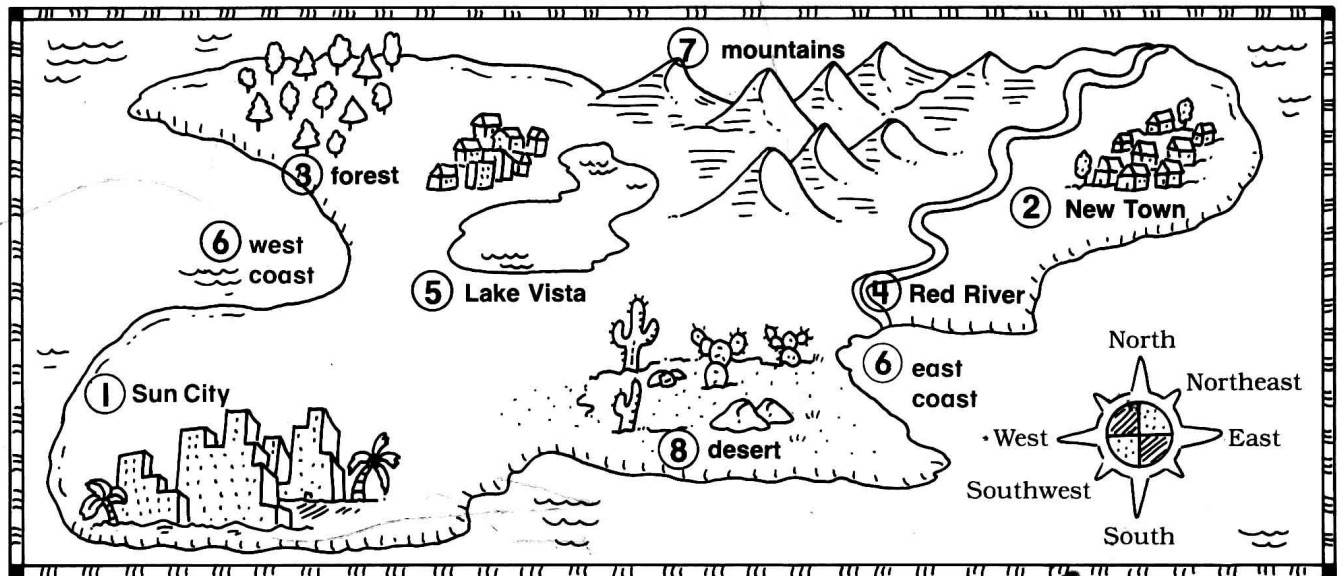 7 mountains
3 forest
2 New Town
6 west
coast
5 Lake Vista
4 Red River
6 east
coast
1 Sun City
8 desert
North
Northeast
West
East
Southwest
South